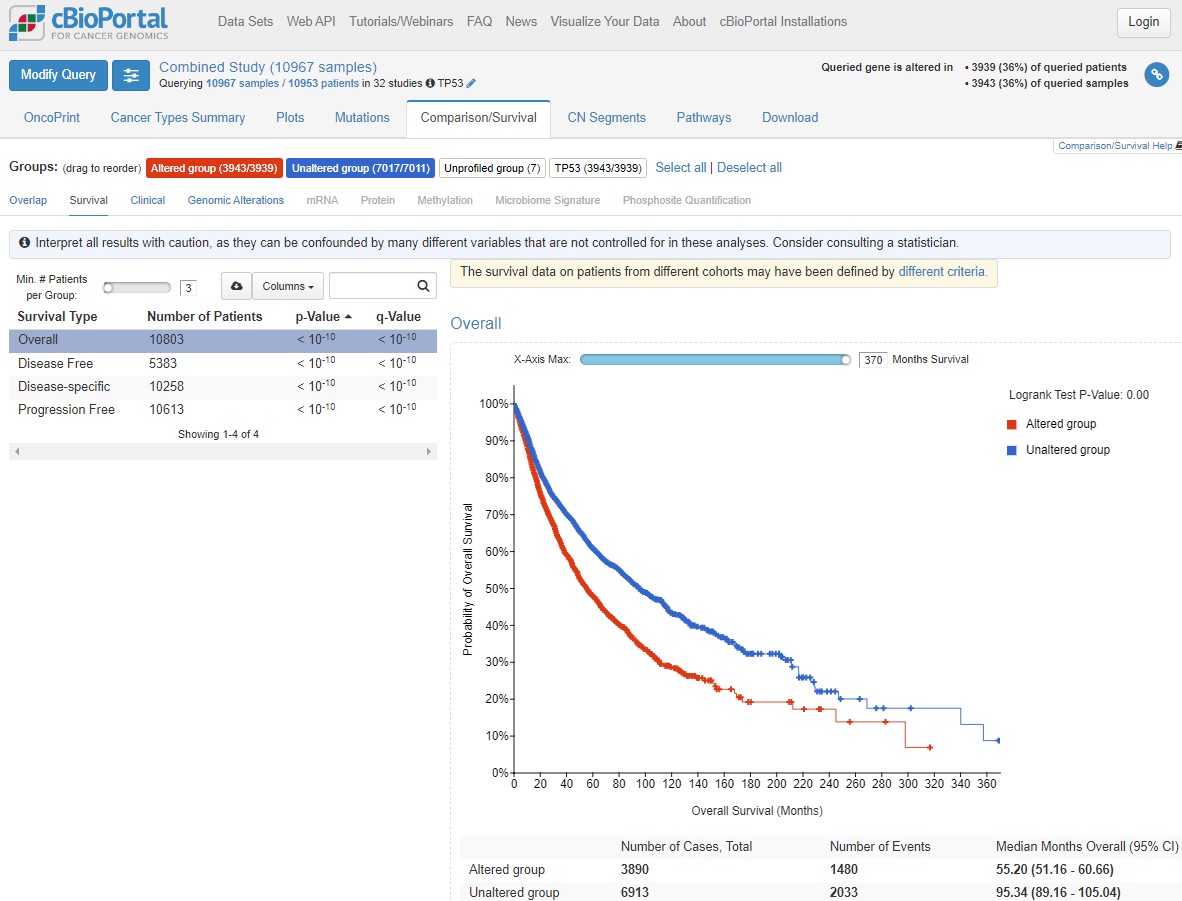 cBioPortal
FOR CANCER GENOMICS
Data Sets Web API Tutorials/Webinars FAQ News Visualize Your Data About cBioPortal Installations
Login
Modify Query
Combined Study (10967 samples)
Querying 10967 samples / 10953 patients in 32 studies TP53
Queried gene is altered in
• 3939 (36%) of queried patients
• 3943 (36%) of queried samples
OncoPrint Cancer Types Summary Plots Mutations Comparison/Survival CN Segments Pathways Download
Comparison/Survival Help
Groups: (drag to reorder) Altered group (3943/3939) Unaltered group (7017/7011) Unprofiled group (7) TP53 (3943/3939) Select all | Deselect all
Overlap Survival Clinical Genomic Alterations mRNA Protein Methylation Microbiome Signature Phosphosite Quantification
Interpret all results with caution, as they can be confounded by many different variables that are not controlled for in these analyses. Consider consulting a statistician.
Min. # Patients
per Group:
3
Columns
Survival Type Number of Patients p-Value q-Value
Overall 10803 < 10-10 < 10-10
Disease Free 5383 < 10-10 < 10-10
Disease-specific 10258 < 10-10 < 10-10
Progression Free 10613 < 10-10 < 10-10
Showing 1-4 of 4
The survival data on patients from different cohorts may have been defined by different criteria.
Overall
X-Axis Max: 370 Months Survival
Logrank Test P-Value: 0.00
Altered group
Unaltered group
Probability of Overall Survival
100%
90%
80%
70%
60%
50%
40%
30%
20%
10%
0%
0 20 40 60 80 100 120 140 160 180 200 220 240 260 280 300 320 340 360
Overall Survival (Months)
Number of Cases, Total Number of Events Median Months Overall (95% CI)
Altered group 3890 1480 55.20 (51.16 - 60.66)
Unaltered group 6913 2033 95.34 (89.16 - 105.04)